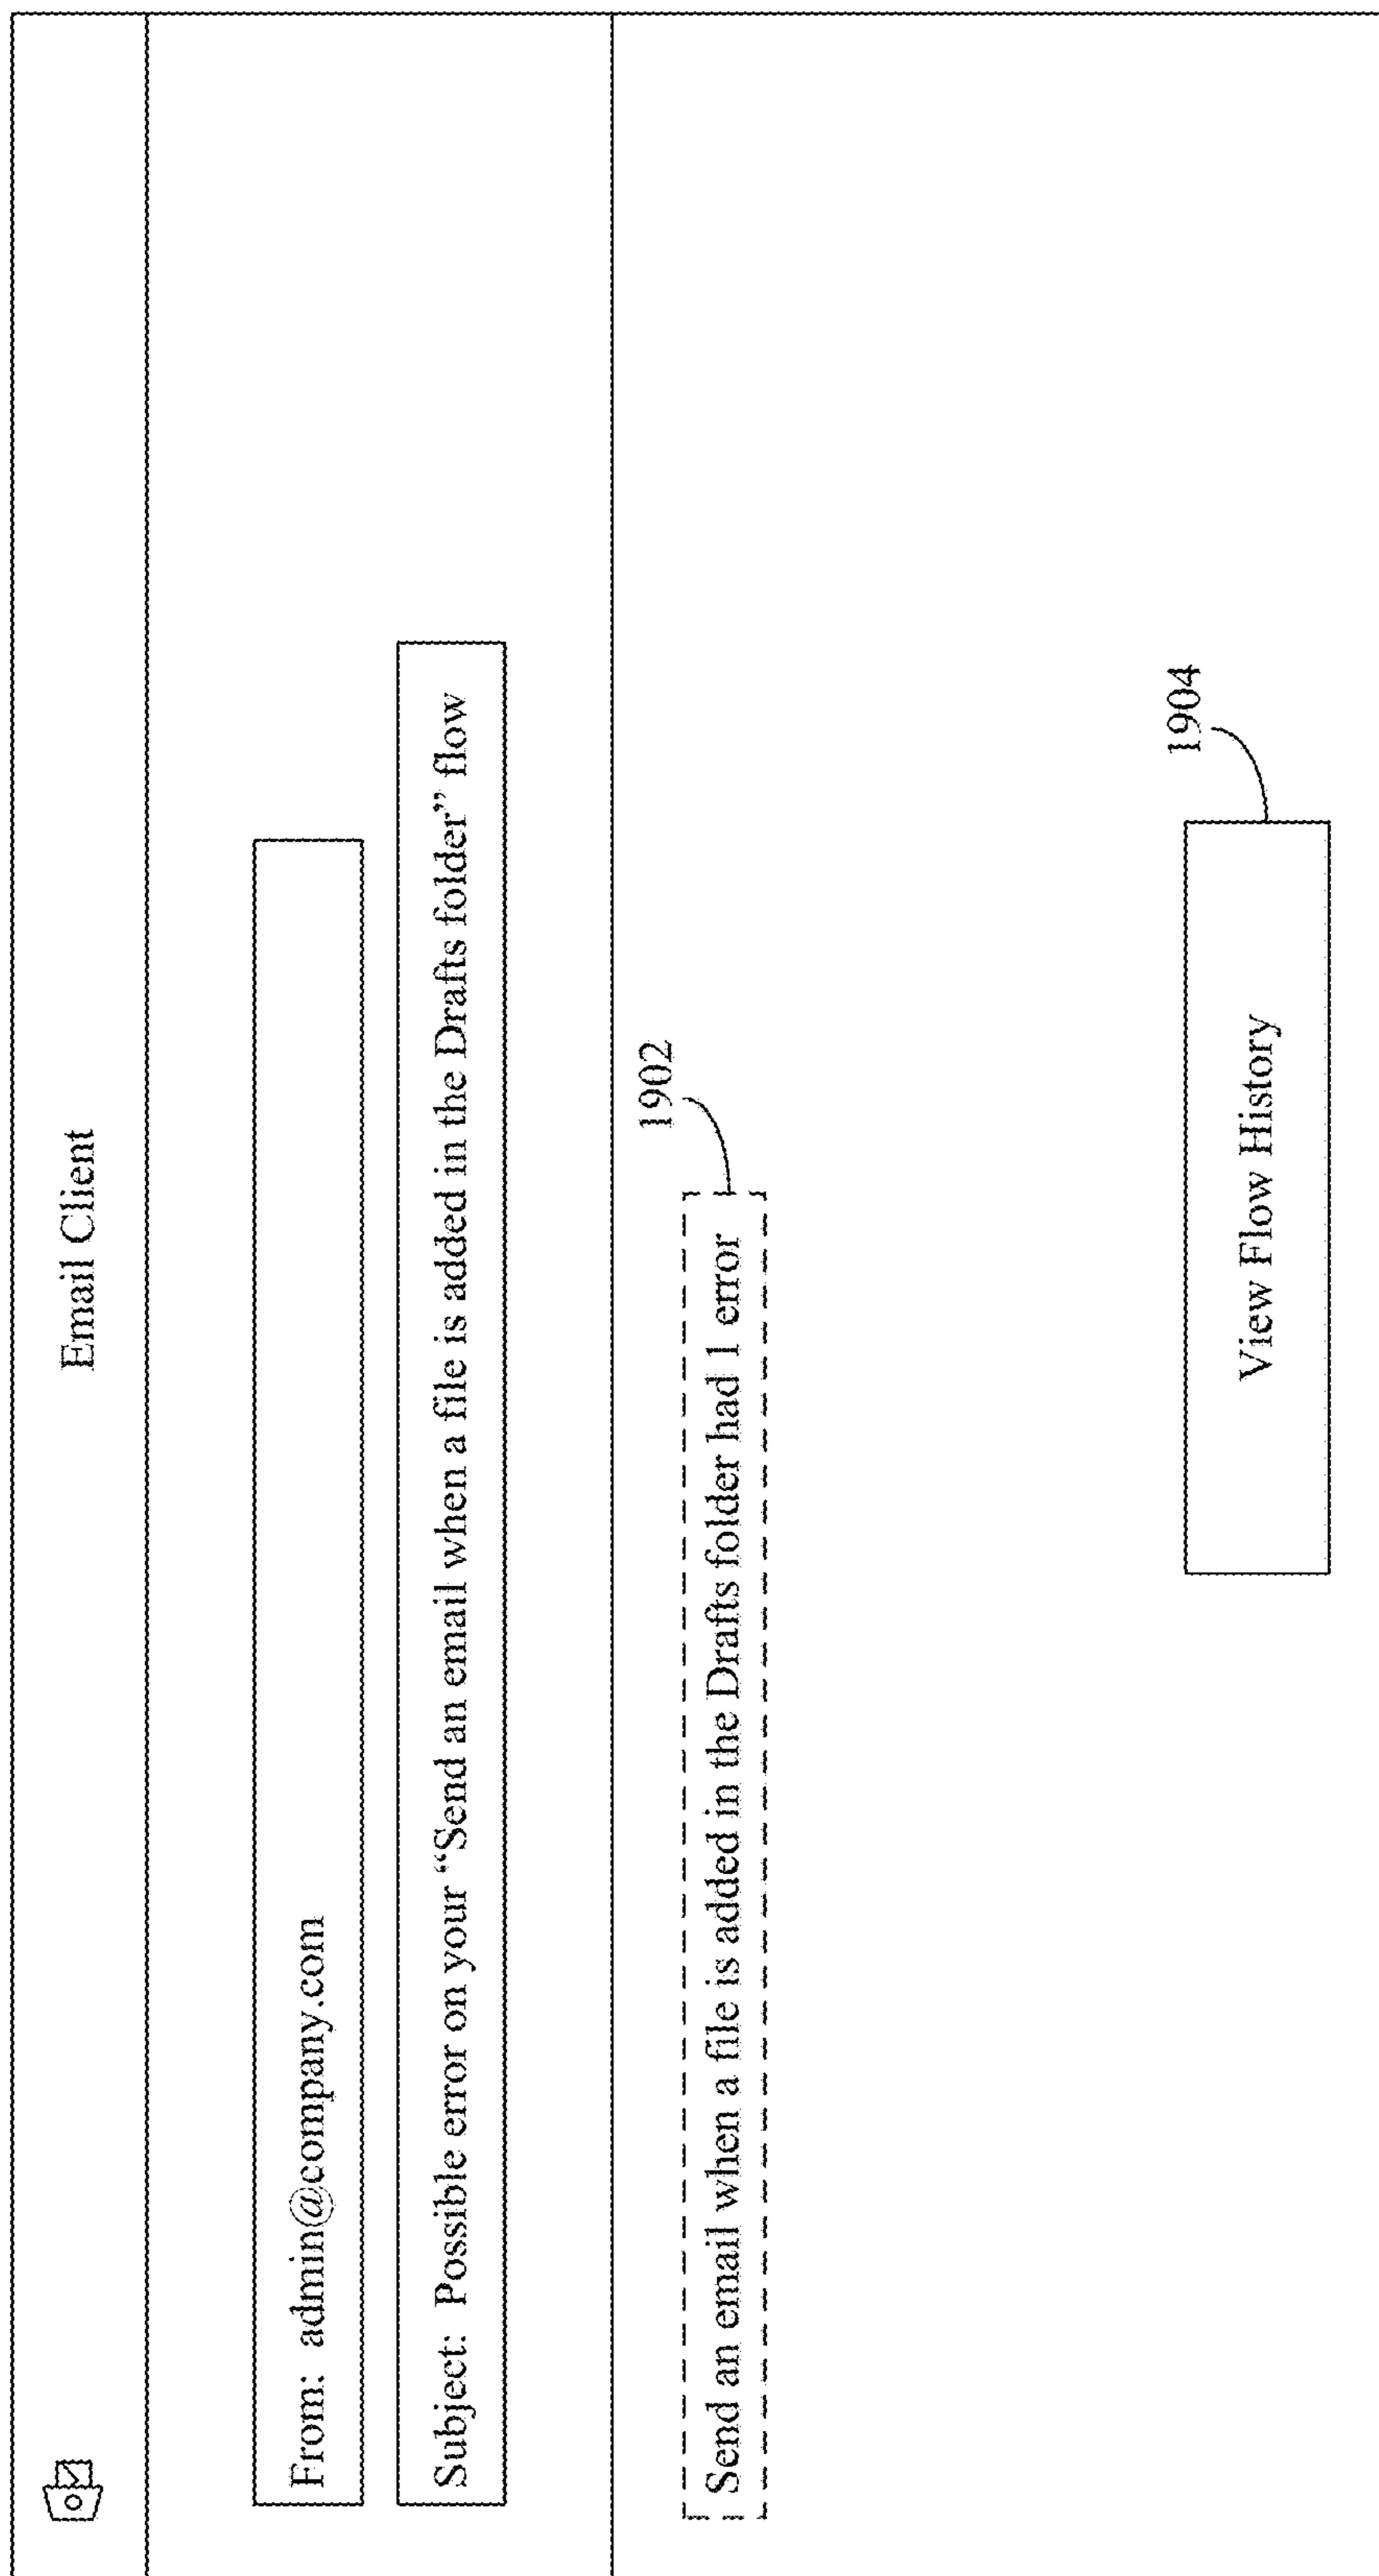 Email Client
From: admin@company.com
Subject: Possible error on your “Send an email when a file is added in the Drafts folder” flow
1902
Send an email when a file is added in the Drafts folder had 1 error
1904
View Flow History